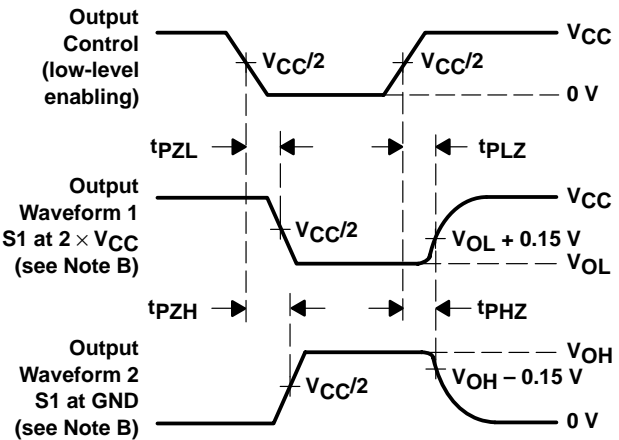 Output
Control
(low-level
enabling)
VCC/2
VCC/2
VCC
0 V
tPZL
tPLZ
Output
Waveform 1
S1 at 2 × VCC
(see Note B)
VCC/2
VCC
VOL + 0.15 V
VOL
tPZH
tPHZ
Output
Waveform 2
S1 at GND
(see Note B)
VCC/2
VOH
VOH – 0.15 V
0 V